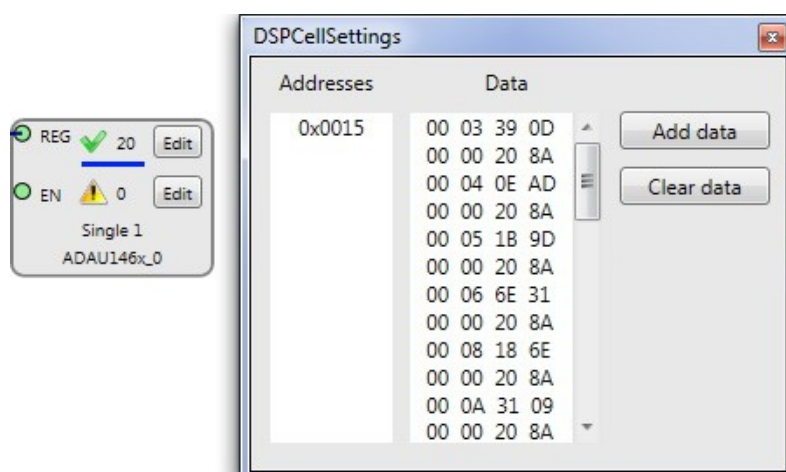 REG 20 Edit
EN 0 Edit
Single 1
ADAU146x_0
DSPCellSettings
Addresses Data
0x0015
00 03 39 0D
00 00 20 8A
00 04 0E AD
00 00 20 8A
00 05 1B 9D
00 00 20 8A
00 06 6E 31
00 00 20 8A
00 08 18 6E
00 00 20 8A
00 0A 31 09
00 00 20 8A
Add data
Clear data